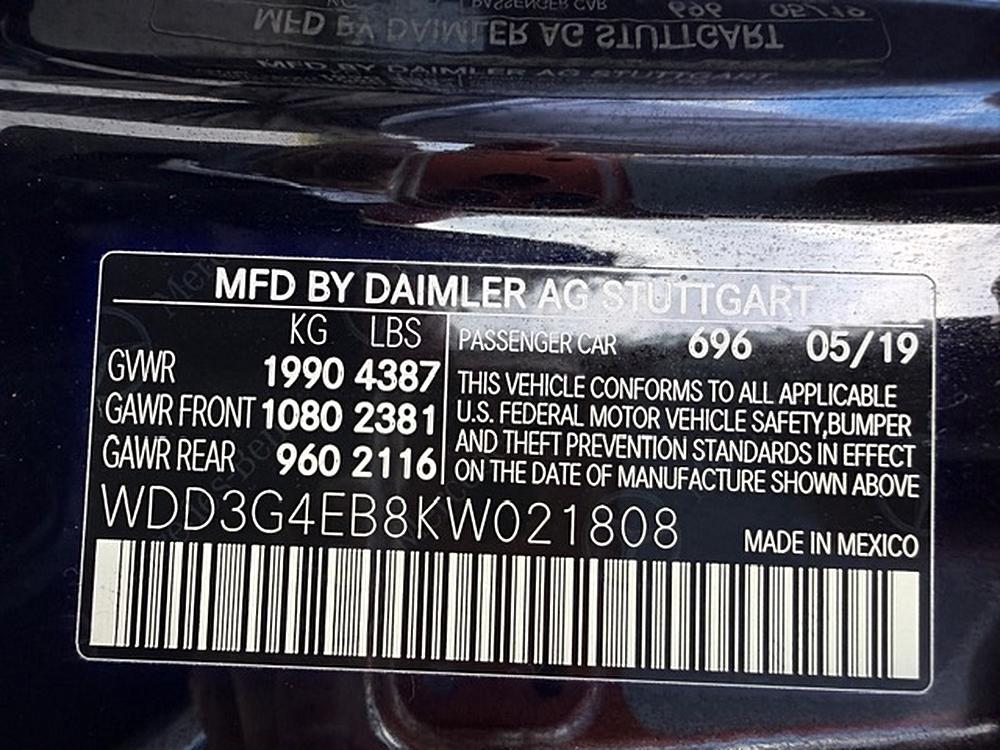 MFD BY DAIMLER AG STUTTGART
KG LBS
GVWR 1990 4387
GAWR FRONT 1080 2381
GAWR REAR 960 2116
PASSENGER CAR 696 05/19
THIS VEHICLE CONFORMS TO ALL APPLICABLE
U.S. FEDERAL MOTOR VEHICLE SAFETY,BUMPER
AND THEFT PREVENTION STANDARDS IN EFFECT
ON THE DATE OF MANUFACTURE SHOWN ABOVE
WDD3G4EB8KW021808
MADE IN MEXICO